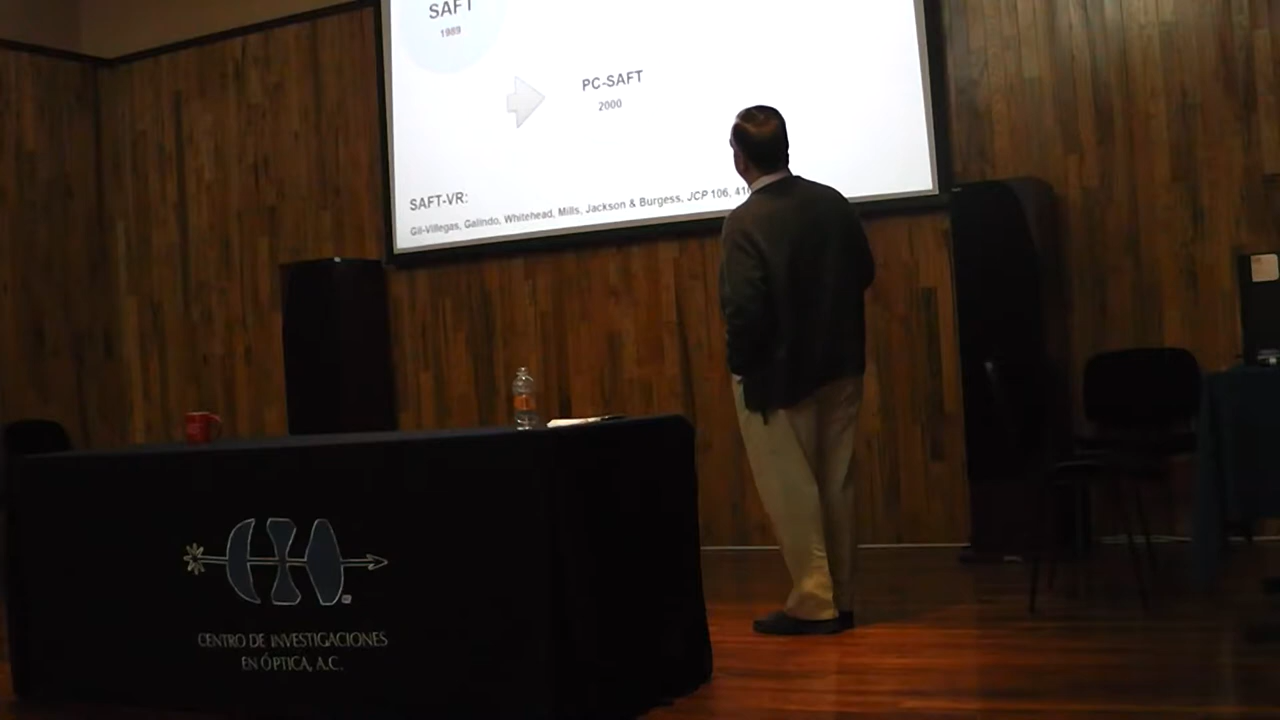 SAFT
1989
PC-SAFT
2000
SAFT-VR:
Gil-Villegas, Galindo, Whitehead, Mills, Jackson & Burgess, JCP 106,
CENTRO DE INVESTIGACIONES
EN ÓPTICA, A.C.